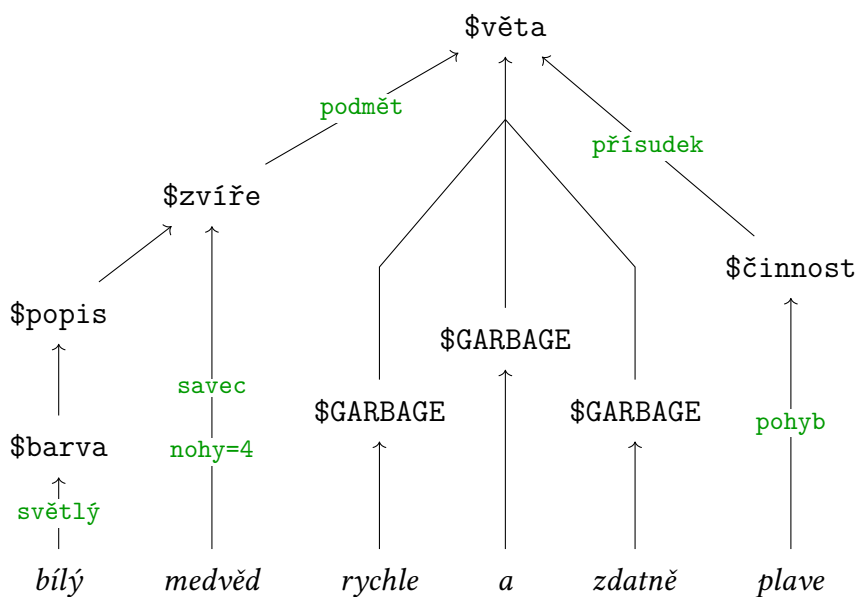 $věta
podmět
přísudek
$zvíře
$činnost
$popis
$GARBAGE
savec
$GARBAGE
$GARBAGE
pohyb
$barva
nohy=4
světlý
bílý medvěd rychle a zdatně plave